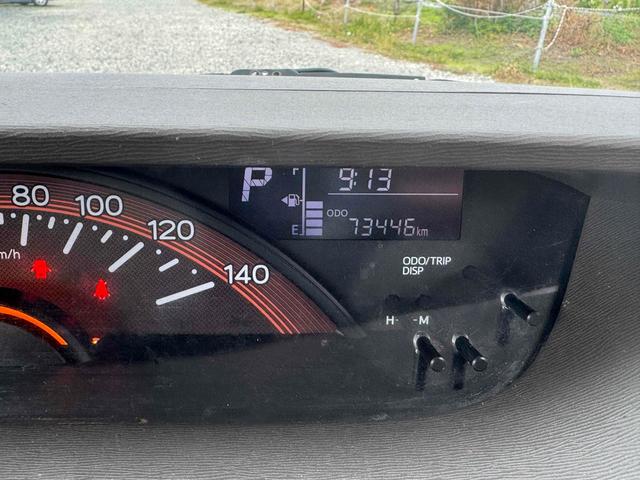 P
F
9:13
80
100
120
140
m/h
ODO
73446km
E
ODO/TRIP
DISP
H- -M